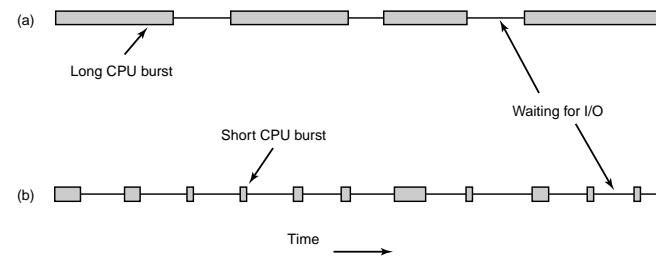 (a)
Long CPU burst
Waiting for I/O
Short CPU burst
(b)
Time